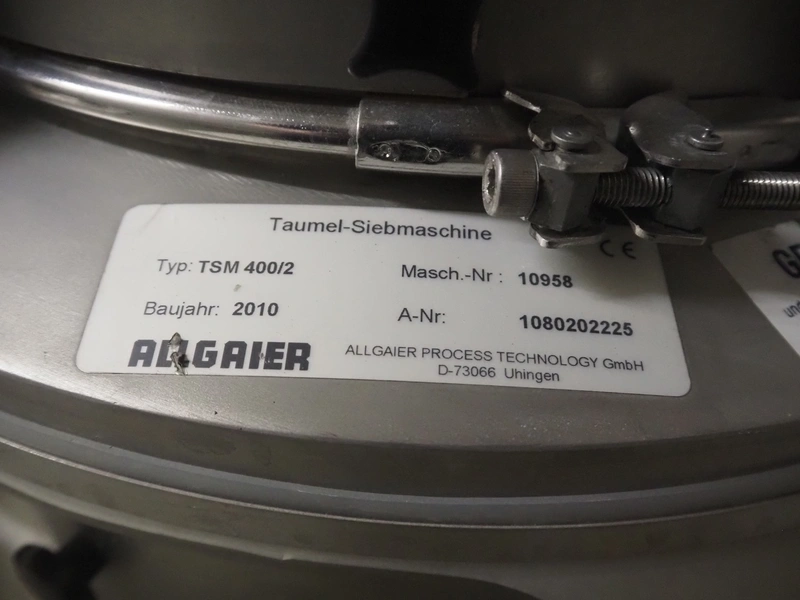 Taumel-Siebmaschine
CE
Typ: TSM 400/2 Masch.-Nr : 10958
Baujahr: 2010 A-Nr: 1080202225
ALLGAIER ALLGAIER PROCESS TECHNOLOGY GmbH
D-73066 Uhingen